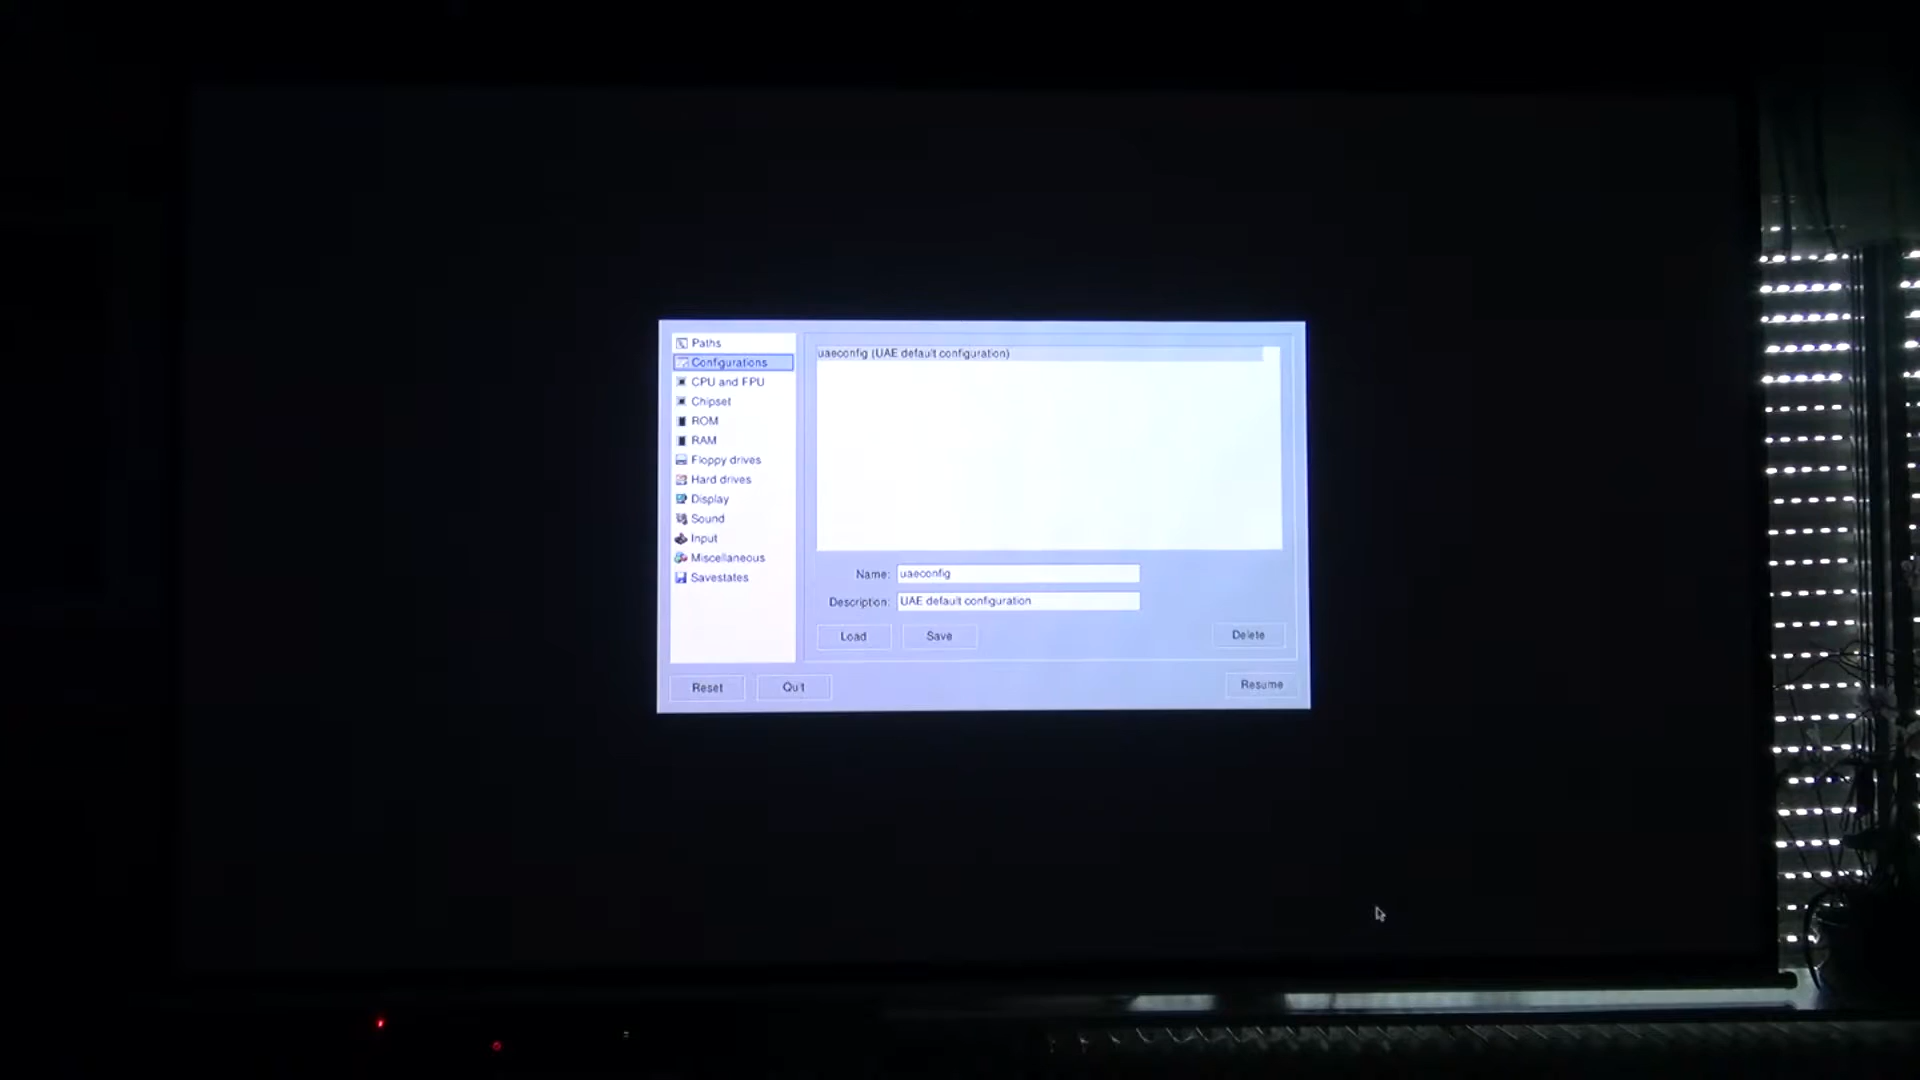 Paths
Configurations
CPU and FPU
Chipset
ROM
RAM
Floppy drives
Hard drives
Display
Sound
Input
Miscellaneous
Savestates
uaeconfig (UAE default configuration)
Name: uaeconfig
Description: UAE default configuration
Load Save Delete
Reset Quit Resume